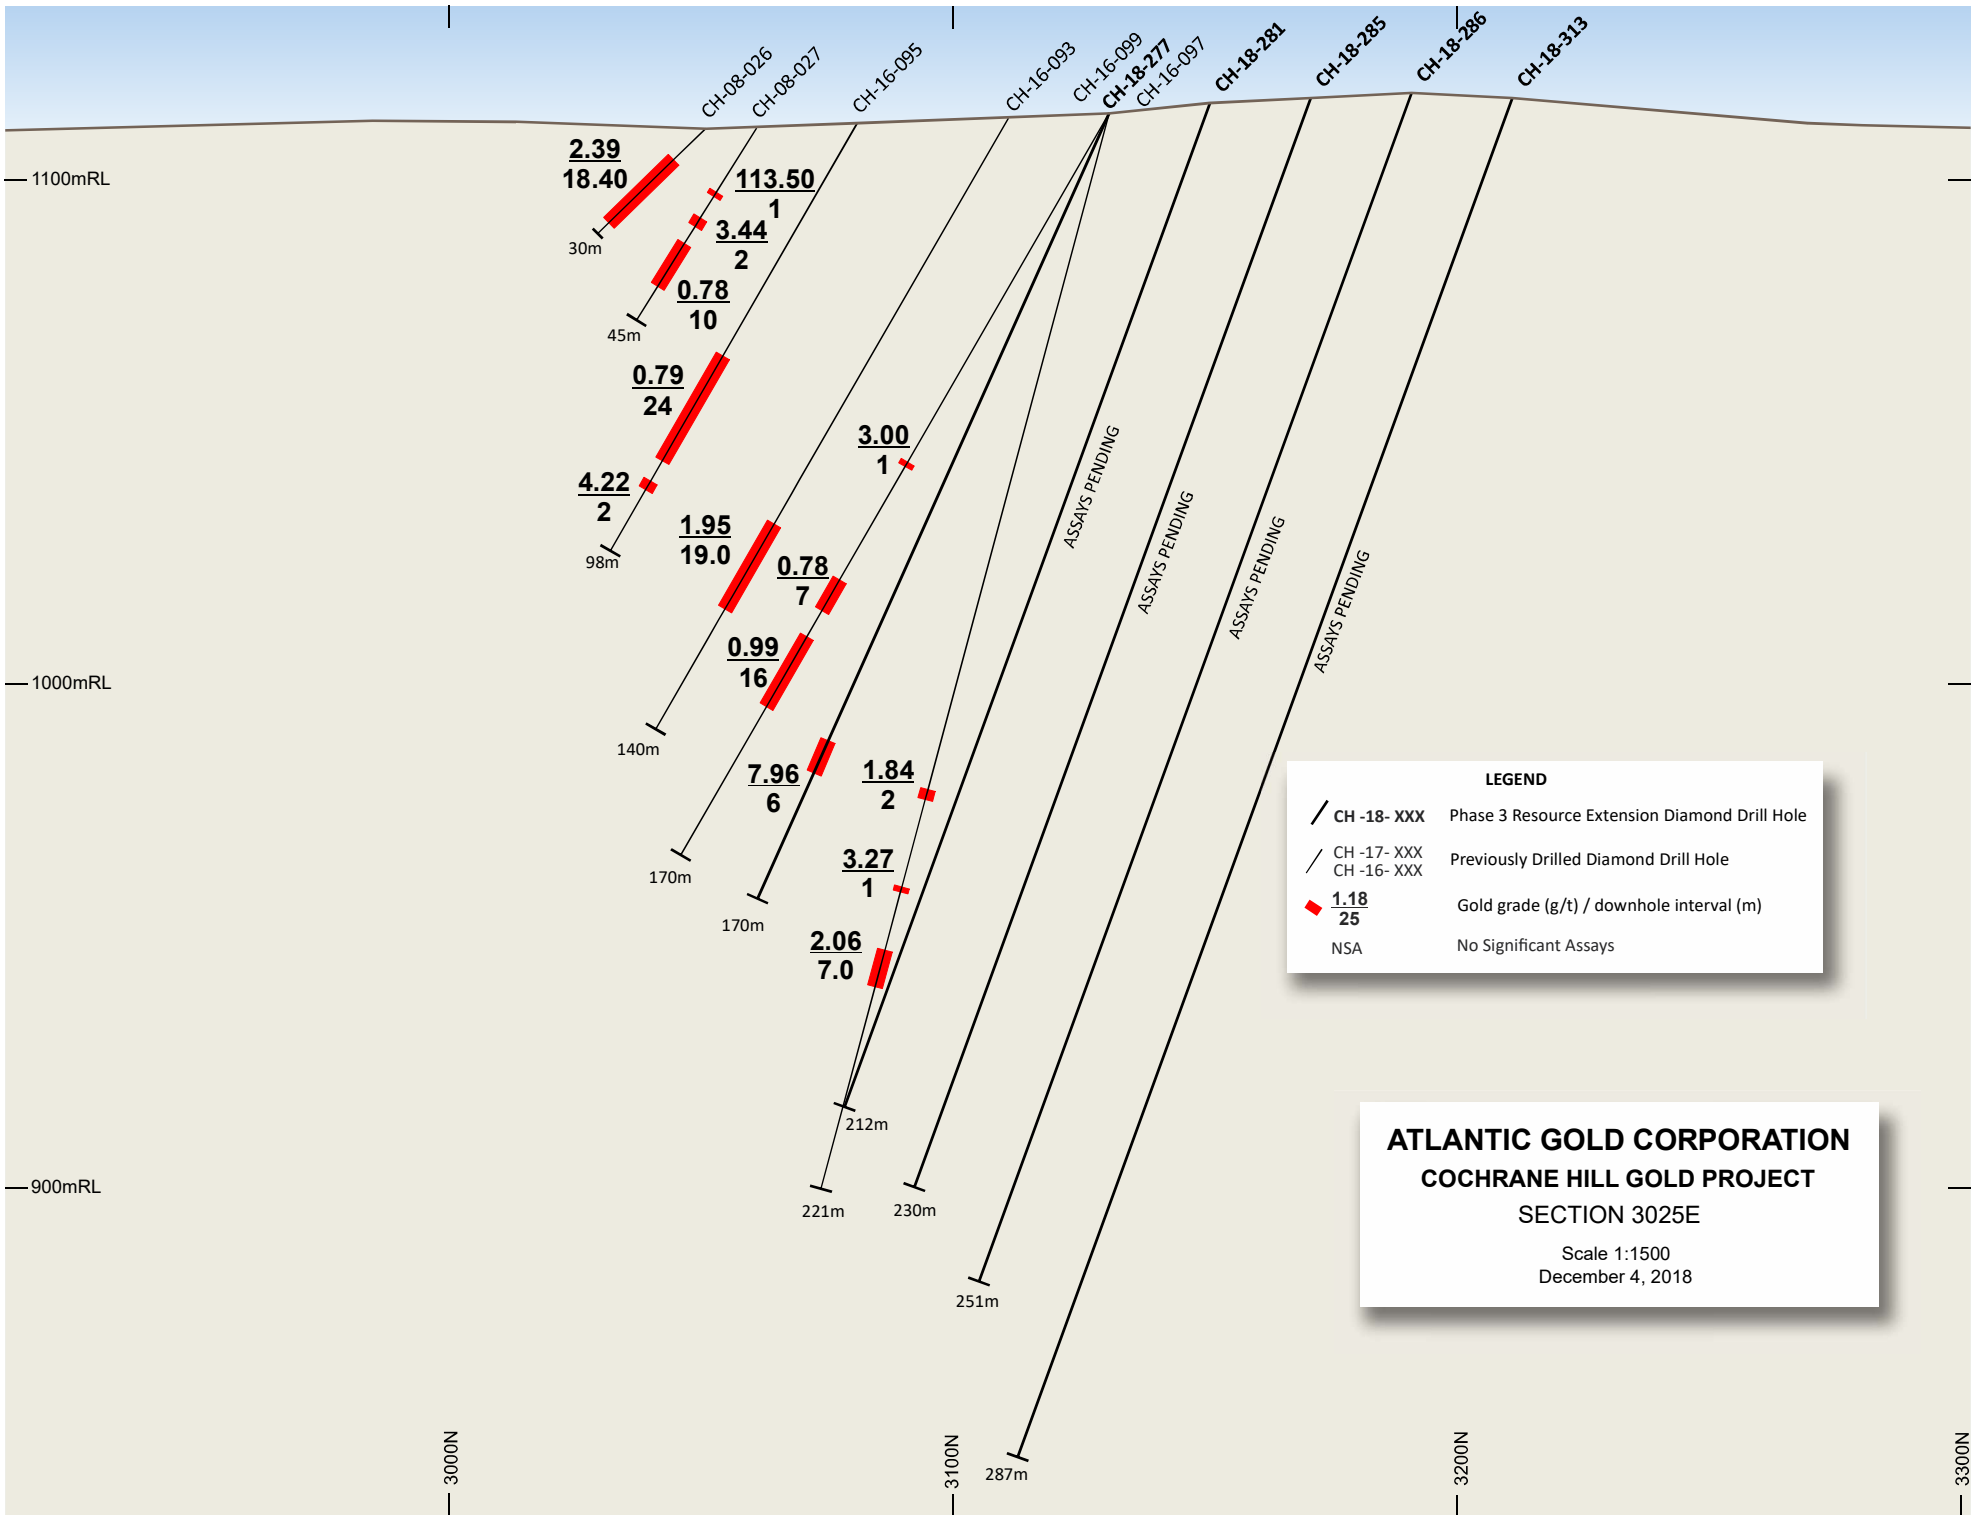 CH-08-026
CH-08-027
CH-16-095
CH-16-093
CH-16-099
CH-18-277
CH-16-097
CH-18-281
CH-18-285
CH-18-286
CH-18-313
1100mRL
1000mRL
900mRL
2.39
18.40
30m
113.50
1
3.44
2
0.78
10
45m
0.79
24
4.22
2
98m
1.95
19.0
140m
3.00
1
0.78
7
0.99
16
170m
7.96
6
170m
1.84
2
3.27
1
2.06
7.0
212m
221m
230m
251m
287m
ASSAYS PENDING
ASSAYS PENDING
ASSAYS PENDING
ASSAYS PENDING
LEGEND
CH -18- XXX Phase 3 Resource Extension Diamond Drill Hole
CH -17- XXX
CH -16- XXX
Previously Drilled Diamond Drill Hole
1.18
25
Gold grade (g/t) / downhole interval (m)
NSA No Significant Assays
ATLANTIC GOLD CORPORATION
COCHRANE HILL GOLD PROJECT
SECTION 3025E
Scale 1:1500
December 4, 2018
3000N
3100N
3200N
3300N